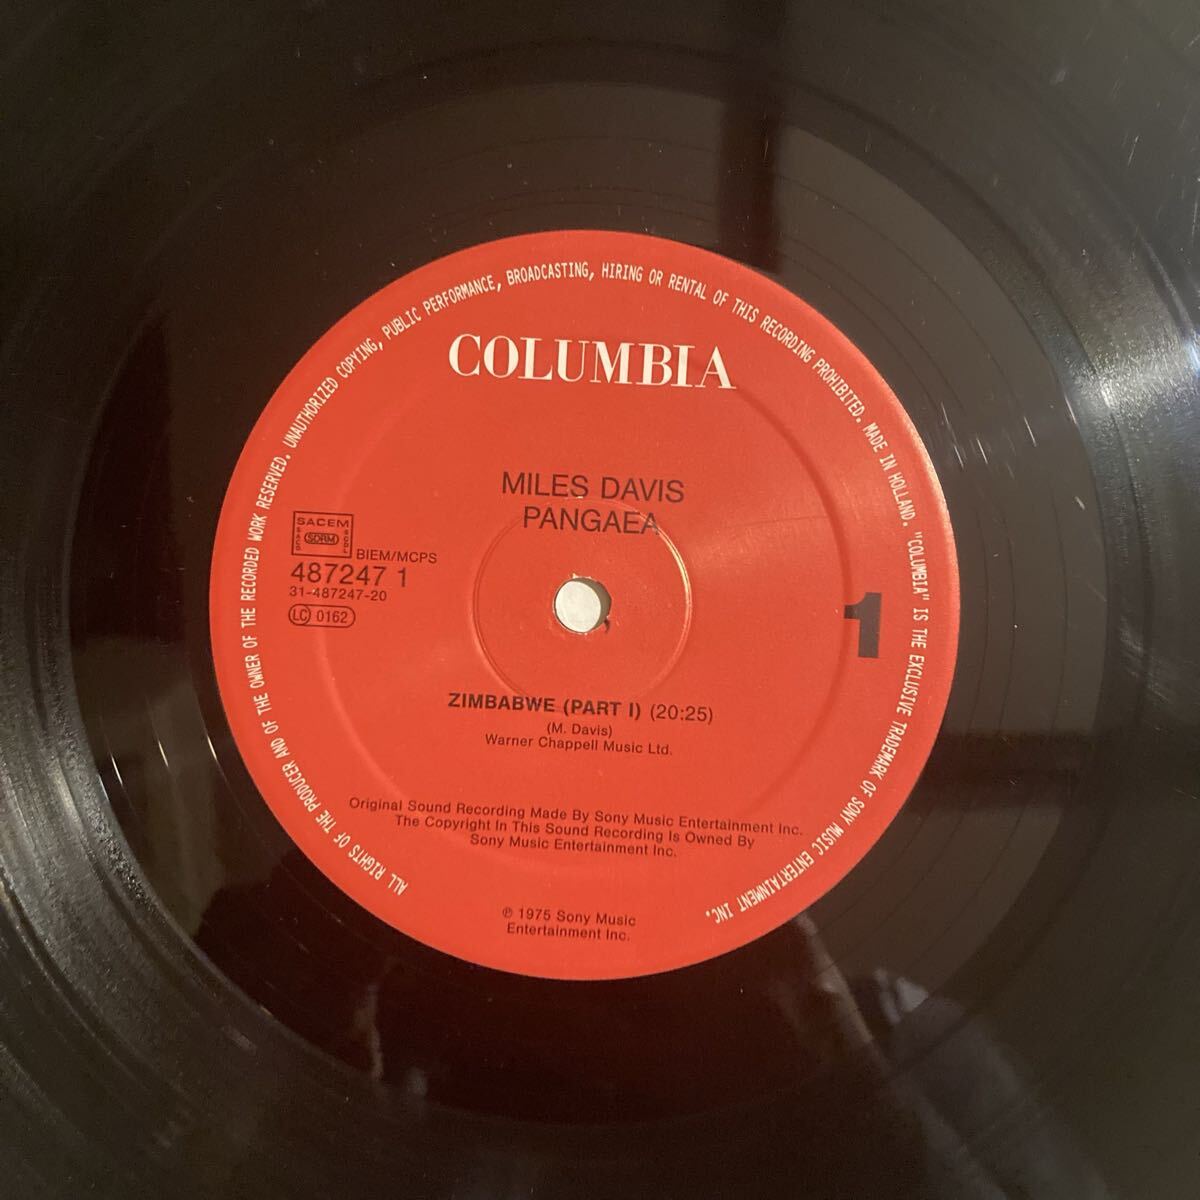 COLUMBIA
MILES DAVIS
PANGAEA
SACEM
SACD
SDRM
SGDL
BIEM/MCPS
487247 1
31-487247-20
LC 0162
1
ZIMBABWE (PART I) (20:25)
(M. Davis)
Warner Chappell Music Ltd.
Original Sound Recording Made By Sony Music Entertainment Inc.
The Copyright In This Sound Recording Is Owned By
Sony Music Entertainment Inc.
℗ 1975 Sony Music
Entertainment Inc.
ALL RIGHTS OF THE PRODUCER AND OF THE OWNER OF THE RECORDED WORK RESERVED. UNAUTHORIZED COPYING, PUBLIC PERFORMANCE, BROADCASTING, HIRING OR RENTAL OF THIS RECORDING PROHIBITED. MADE IN HOLLAND. "COLUMBIA" IS THE EXCLUSIVE TRADEMARK OF SONY MUSIC ENTERTAINMENT INC.